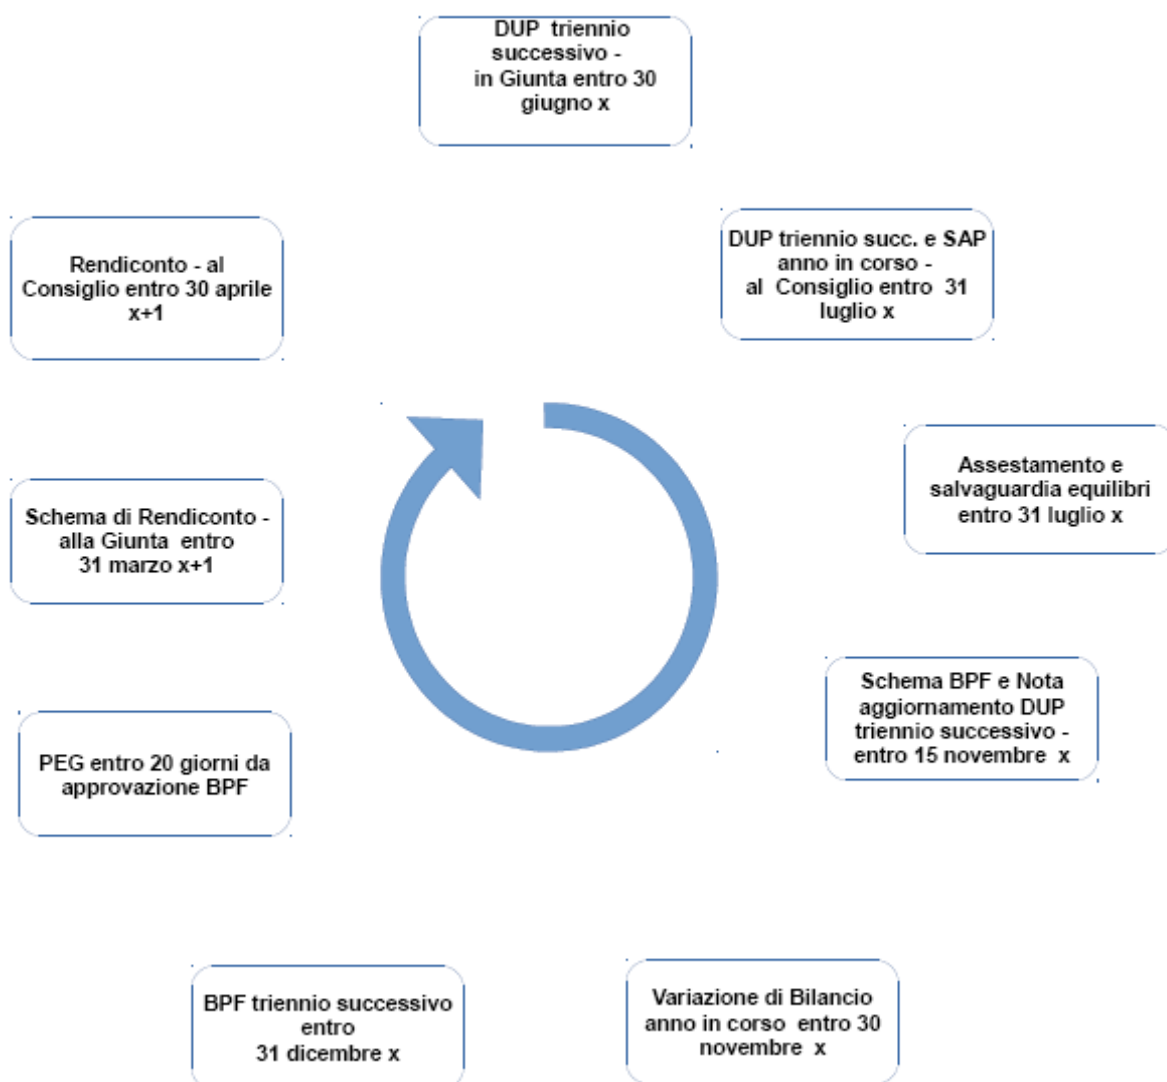 DUP triennio
successivo -
in Giunta entro 30
giugno x
DUP triennio succ. e SAP
anno in corso -
al Consiglio entro 31
luglio x
Assestamento e
salvaguardia equilibri
entro 31 luglio x
Schema BPF e Nota
aggiornamento DUP
triennio successivo -
entro 15 novembre x
Variazione di Bilancio
anno in corso entro 30
novembre x
BPF triennio successivo
entro
31 dicembre x
PEG entro 20 giorni da
approvazione BPF
Schema di Rendiconto -
alla Giunta entro
31 marzo x+1
Rendiconto - al
Consiglio entro 30 aprile
x+1